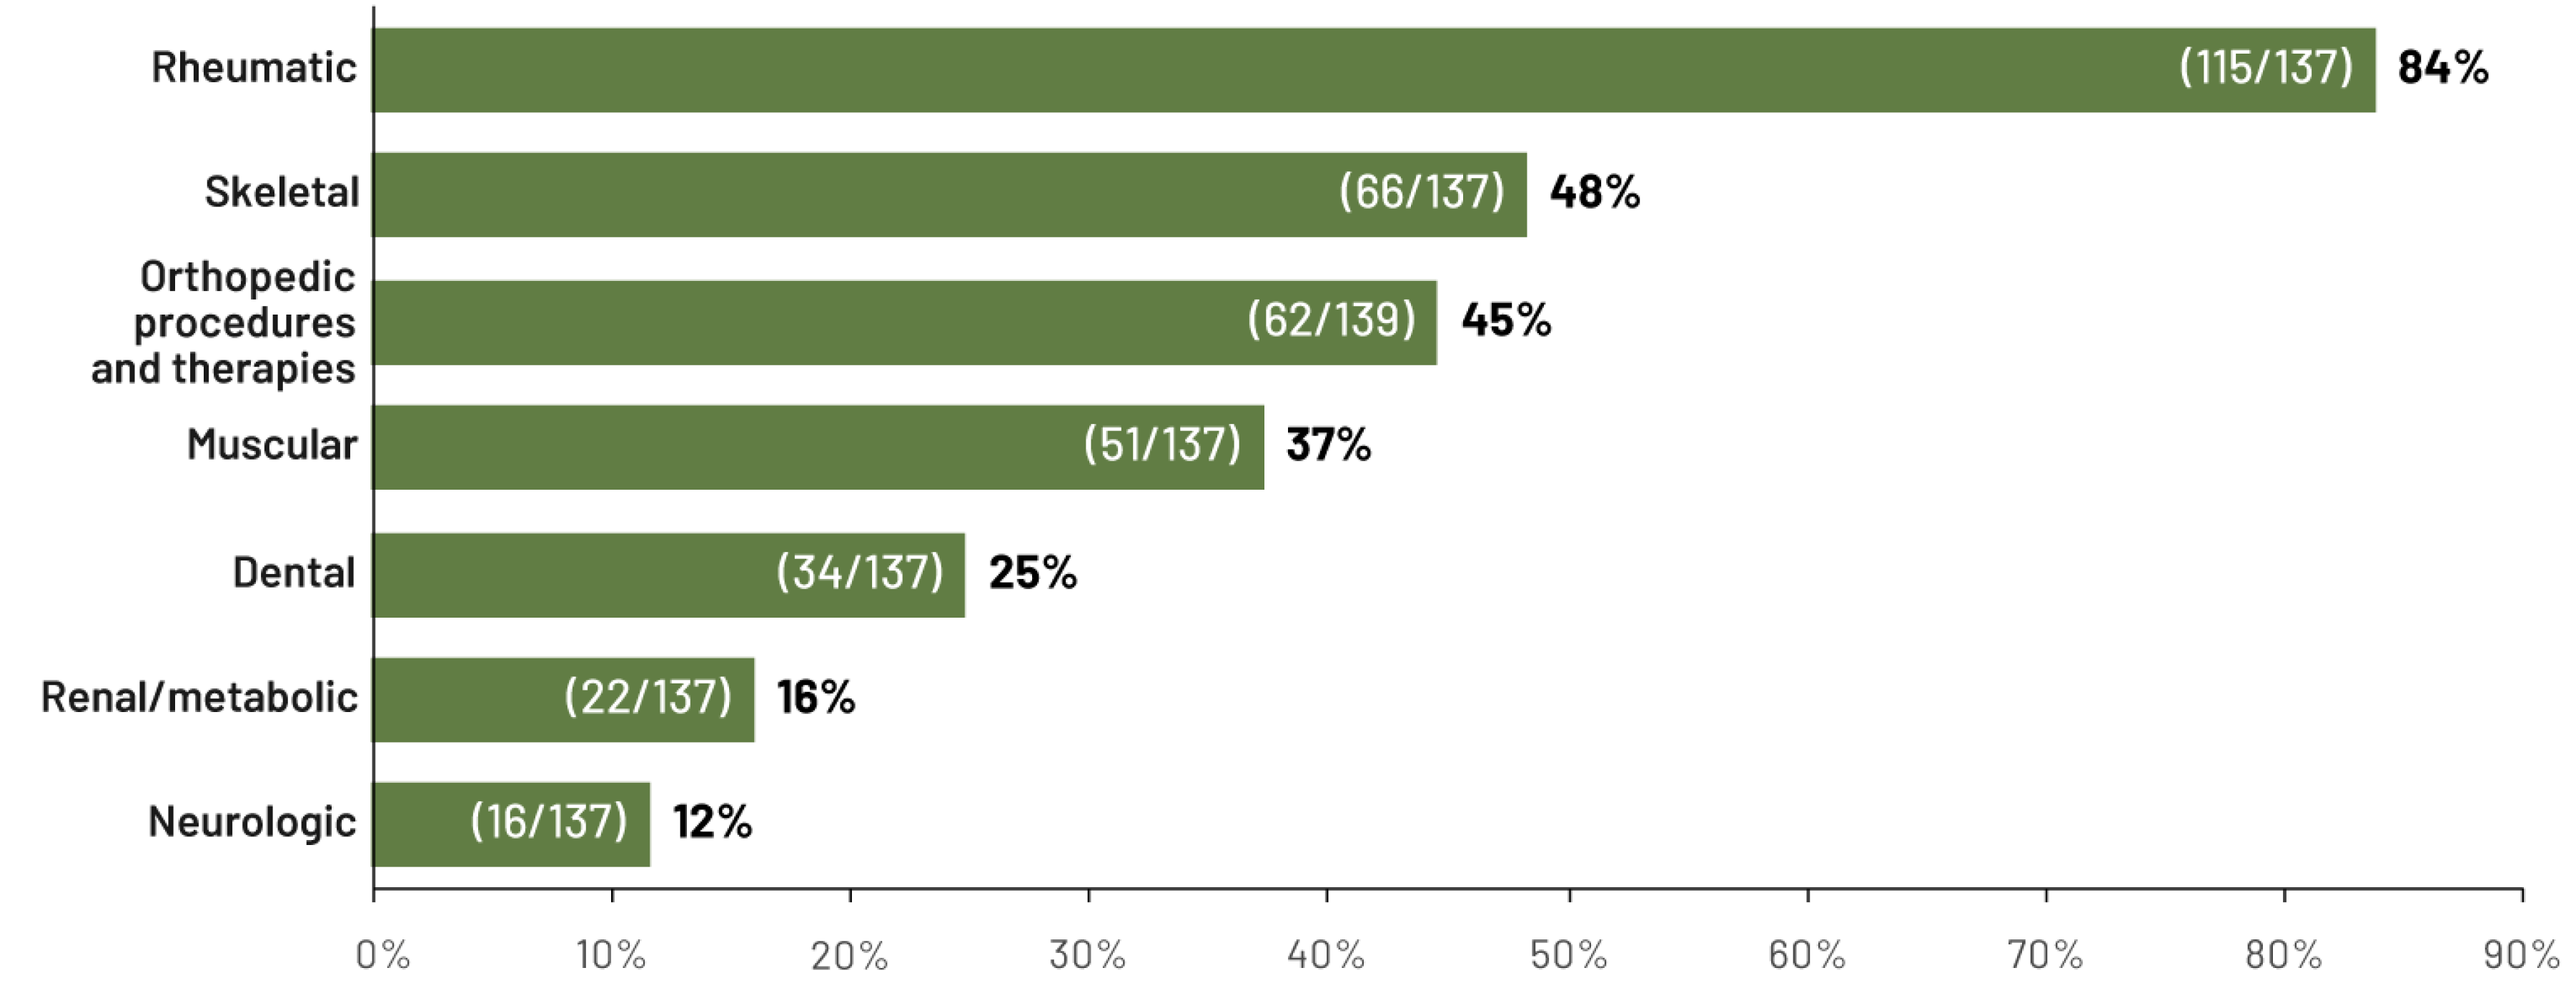 Rheumatic (115/137) 84%
Skeletal (66/137) 48%
Orthopedic
procedures (62/139) 45%
and therapies
Muscular (51/137) 37%
Dental (34/137) 25%
Renal/metabolic (22/137) 16%
Neurologic (16/137) 12%
0% 10% 20% 30% 40% 50% 60% 70% 80% 90%